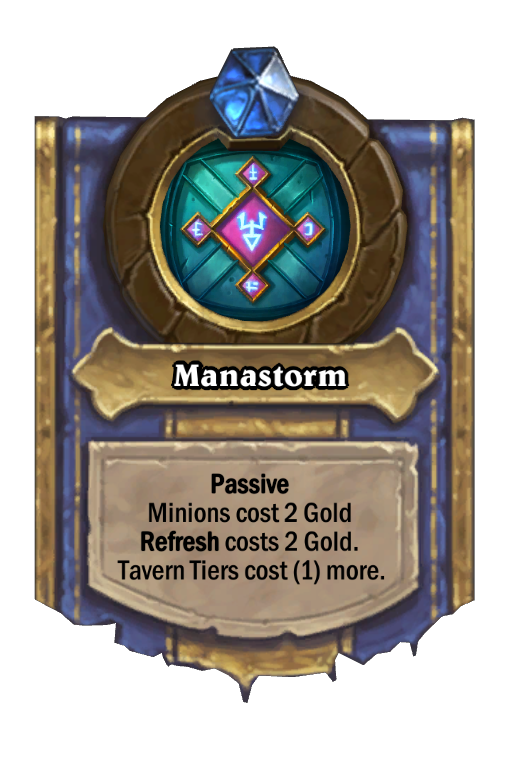 Manastorm
Passive
Minions cost 2 Gold
Refresh costs 2 Gold.
Tavern Tiers cost (1) more.